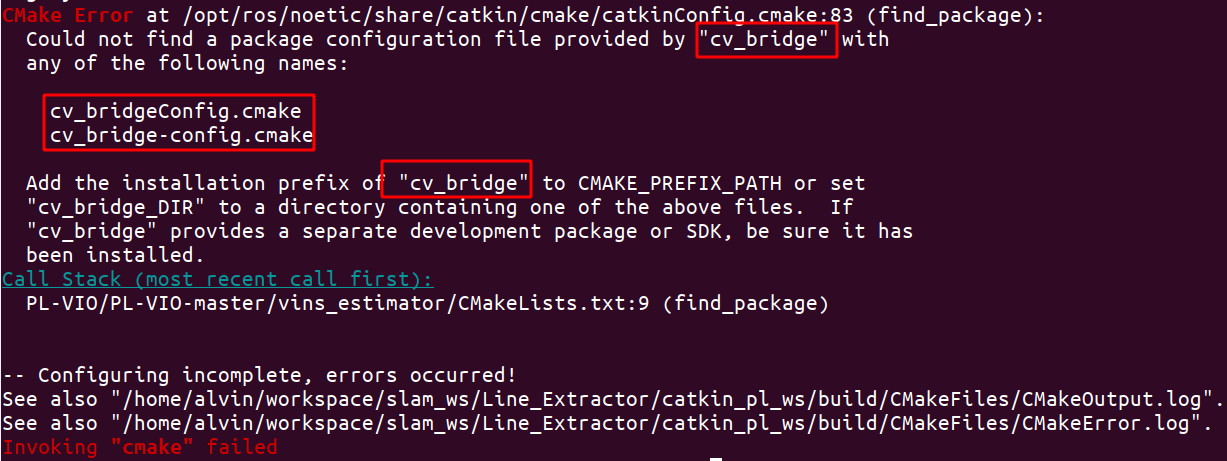 CMake Error at /opt/ros/noetic/share/catkin/cmake/catkinConfig.cmake:83 (find_package):
Could not find a package configuration file provided by "cv_bridge" with
any of the following names:
cv_bridgeConfig.cmake
cv_bridge-config.cmake
Add the installation prefix of "cv_bridge" to CMAKE_PREFIX_PATH or set
"cv_bridge_DIR" to a directory containing one of the above files.  If
"cv_bridge" provides a separate development package or SDK, be sure it has
been installed.
Call Stack (most recent call first):
PL-VIO/PL-VIO-master/vins_estimator/CMakeLists.txt:9 (find_package)
-- Configuring incomplete, errors occurred!
See also "/home/alvin/workspace/slam_ws/Line_Extractor/catkin_pl_ws/build/CMakeFiles/CMakeOutput.log".
See also "/home/alvin/workspace/slam_ws/Line_Extractor/catkin_pl_ws/build/CMakeFiles/CMakeError.log".
Invoking "cmake" failed